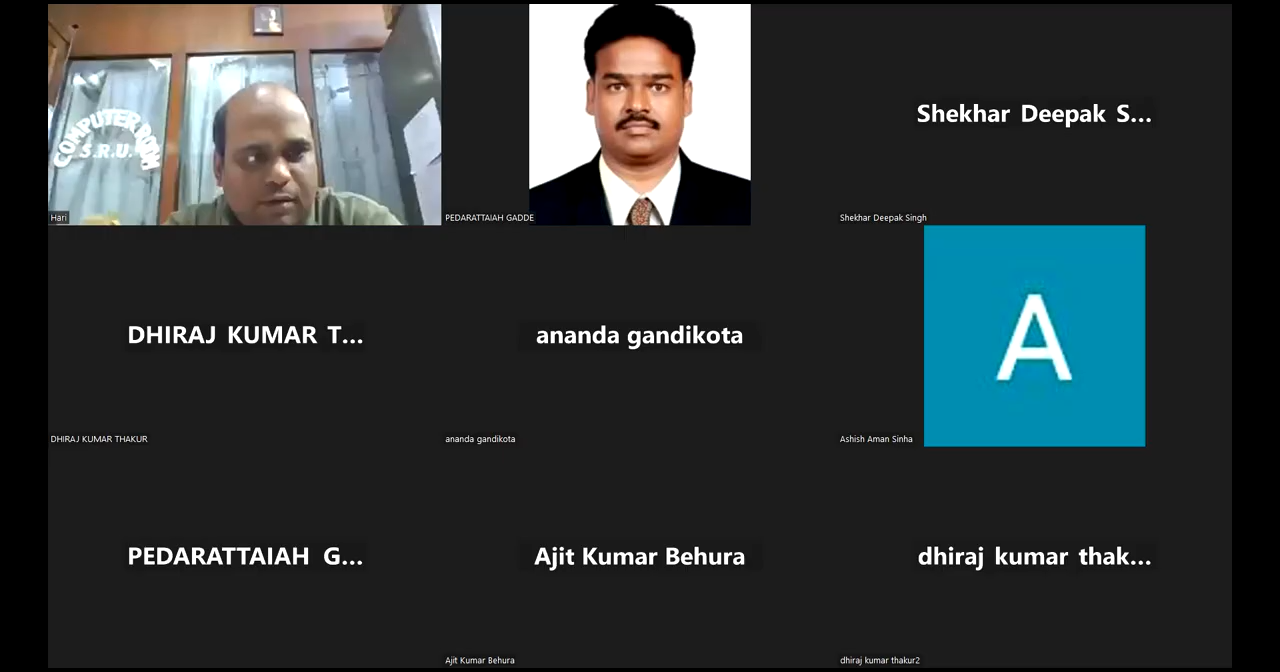 COMPUTER ROOM
S.R.U.
Hari
PEDARATTAIAH GADDE
Shekhar Deepak S...
Shekhar Deepak Singh
DHIRAJ KUMAR T...
DHIRAJ KUMAR THAKUR
ananda gandikota
ananda gandikota
A
Ashish Aman Sinha
PEDARATTAIAH G...
Ajit Kumar Behura
Ajit Kumar Behura
dhiraj kumar thak...
dhiraj kumar thakur2